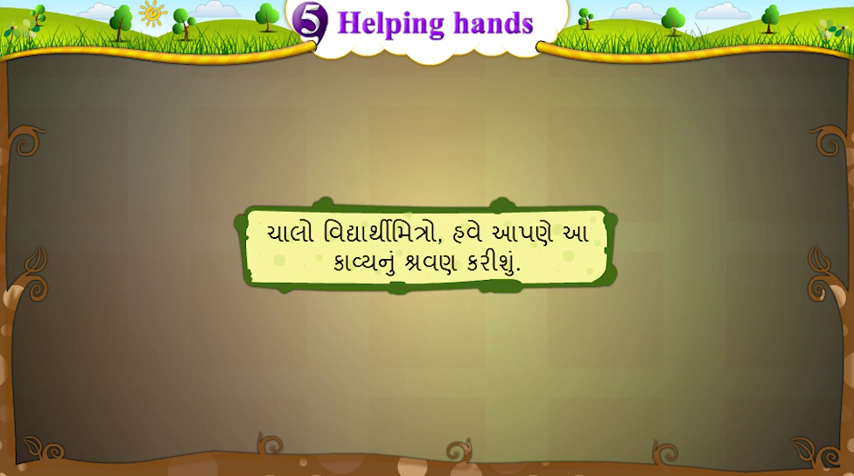 5 Helping hands
ચાલો વિદ્યાર્થીમિત્રો, હવે આપણે આ
કાવ્યનું શ્રવણ કરીશું.